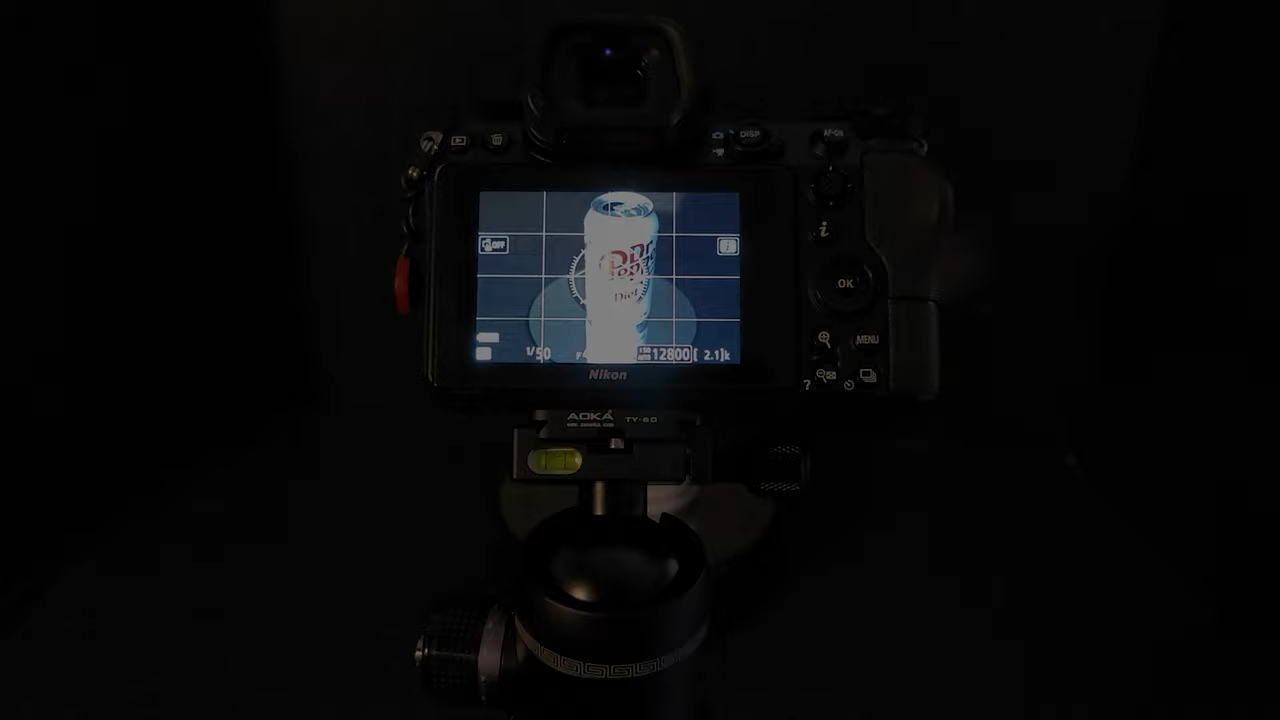 DISP
AF-ON
i
OFF
i
Dr
Pepper
Diet
OK
1/50
ISO
AUTO
12800
[ 2.1]k
MENU
?
Nikon
AOKA
TY-60